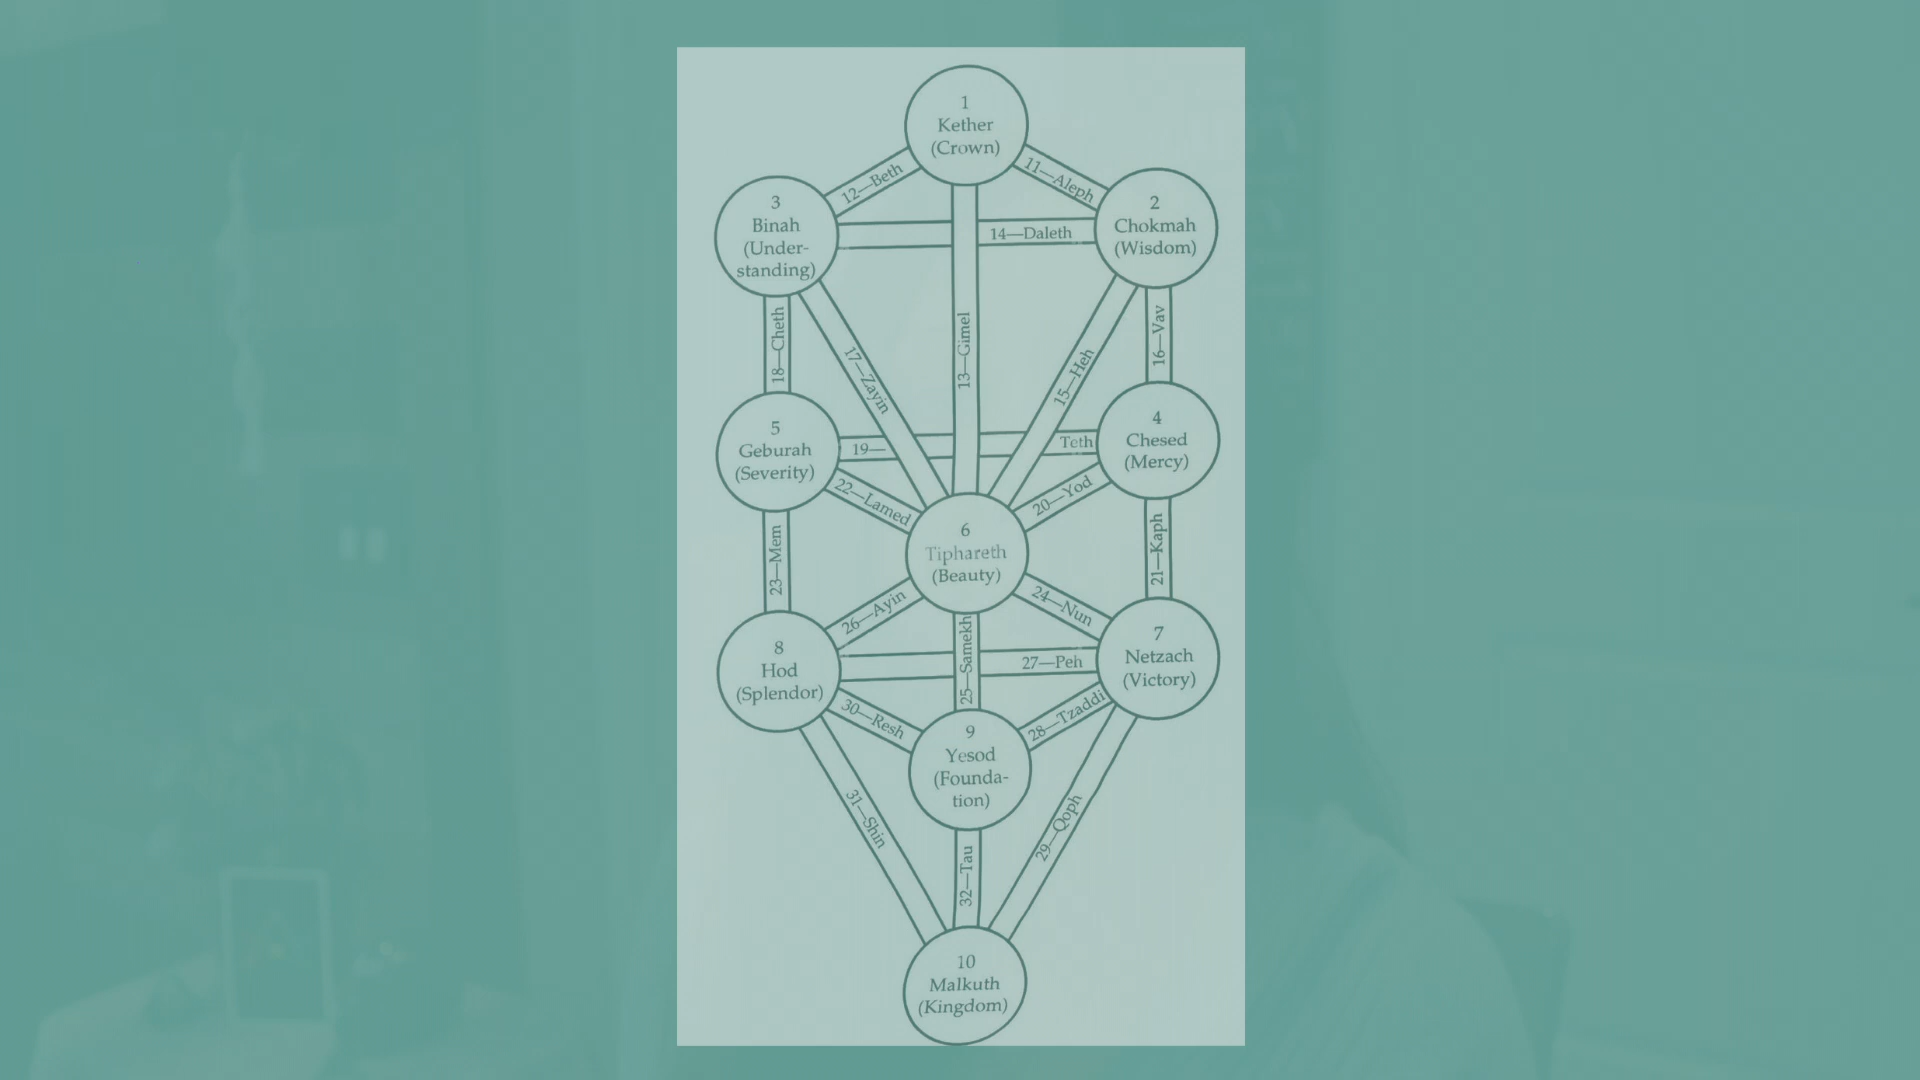 1
Kether
(Crown)
12—Beth
11—Aleph
3
Binah
(Under-
standing)
2
Chokmah
(Wisdom)
14—Daleth
18—Cheth
17—Zayin
13—Gimel
15—Heh
16—Vav
5
Geburah
(Severity)
19—
Teth
4
Chesed
(Mercy)
22—Lamed
20—Yod
6
Tiphareth
(Beauty)
23—Mem
21—Kaph
26—Ayin
24—Nun
25—Samekh
8
Hod
(Splendor)
27—Peh
7
Netzach
(Victory)
30—Resh
28—Tzaddi
9
Yesod
(Founda-
tion)
31—Shin
32—Tau
29—Qoph
10
Malkuth
(Kingdom)